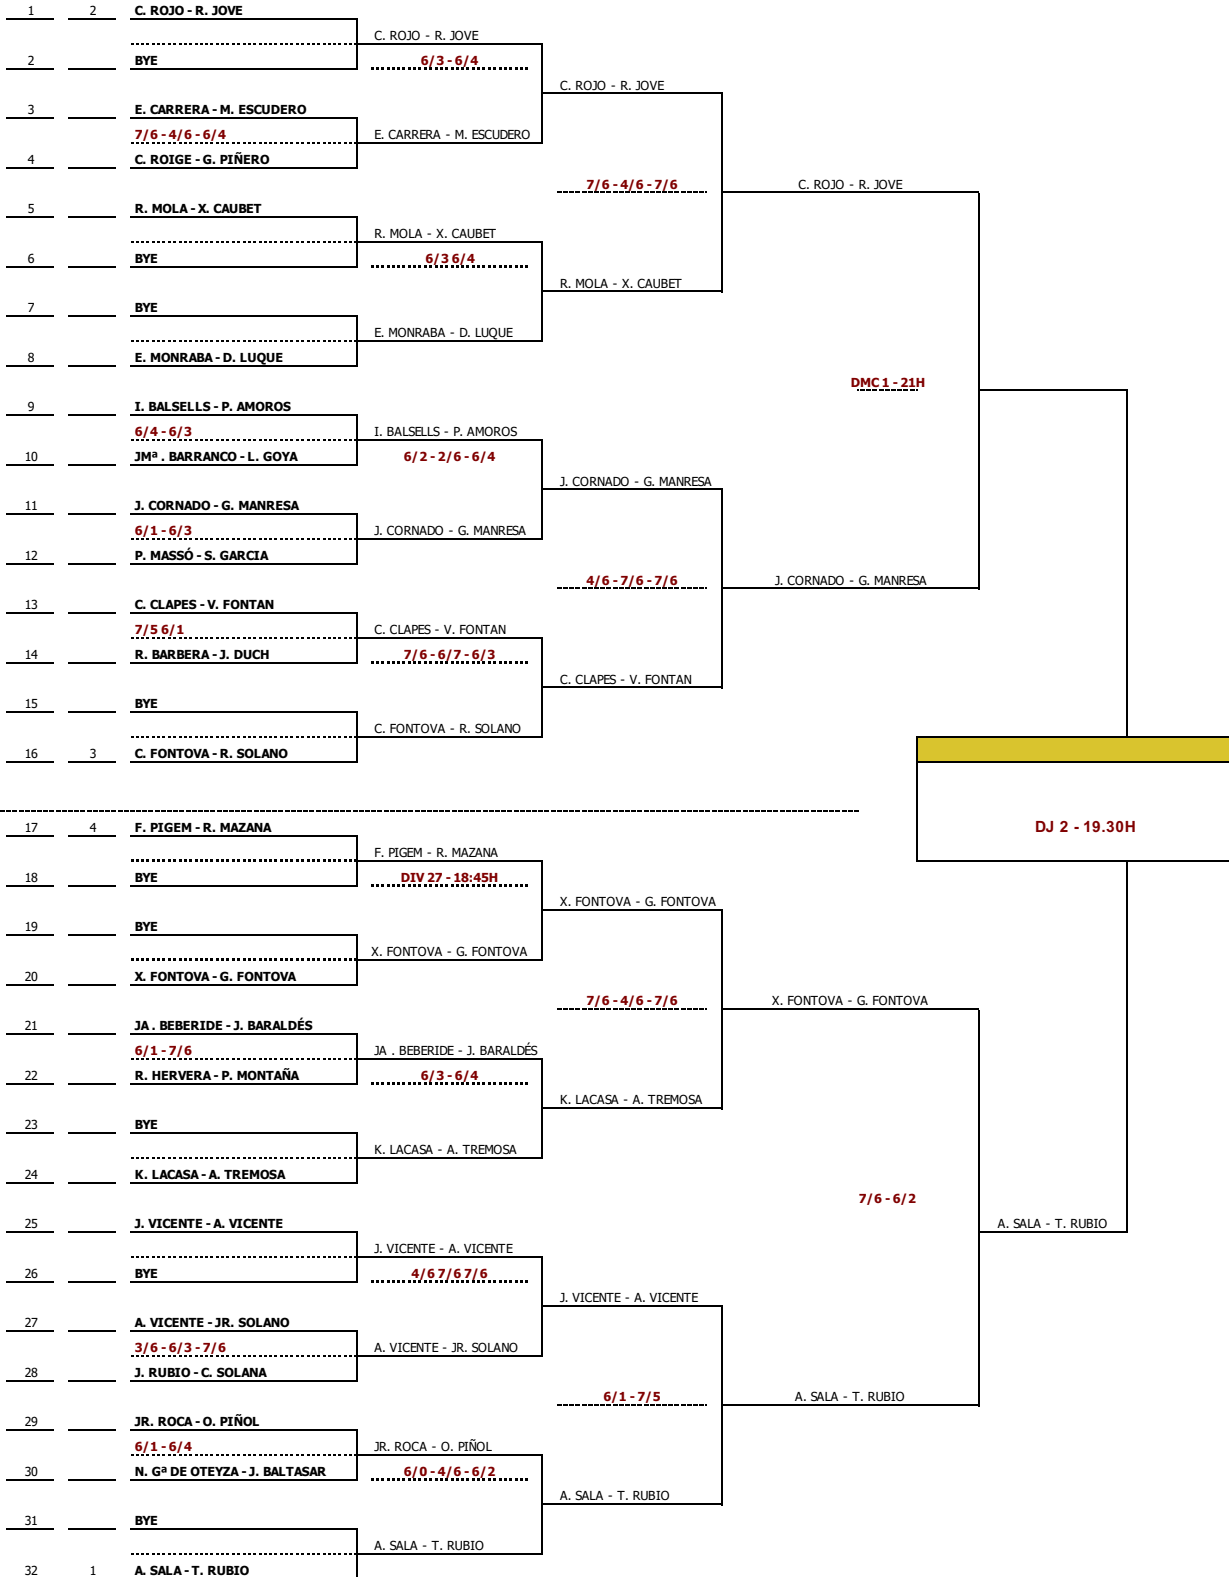 1 2 C. ROJO - R. JOVE
C. ROJO - R. JOVE
2 BYE 6/3 - 6/4
C. ROJO - R. JOVE
3 E. CARRERA - M. ESCUDERO
7/6 - 4/6 - 6/4 E. CARRERA - M. ESCUDERO
4 C. ROIGE - G. PIÑERO
7/6 - 4/6 - 7/6 C. ROJO - R. JOVE
5 R. MOLA - X. CAUBET
R. MOLA - X. CAUBET
6 BYE 6/3 6/4
R. MOLA - X. CAUBET
7 BYE
E. MONRABA - D. LUQUE
8 E. MONRABA - D. LUQUE
DMC 1 - 21H
9 I. BALSELLS - P. AMOROS
6/4 - 6/3 I. BALSELLS - P. AMOROS
10 JMª . BARRANCO - L. GOYA 6/2 - 2/6 - 6/4
J. CORNADO - G. MANRESA
11 J. CORNADO - G. MANRESA
6/1 - 6/3 J. CORNADO - G. MANRESA
12 P. MASSÓ - S. GARCIA
4/6 - 7/6 - 7/6 J. CORNADO - G. MANRESA
13 C. CLAPES - V. FONTAN
7/5 6/1 C. CLAPES - V. FONTAN
14 R. BARBERA - J. DUCH 7/6 - 6/7 - 6/3
C. CLAPES - V. FONTAN
15 BYE
C. FONTOVA - R. SOLANO
16 3 C. FONTOVA - R. SOLANO
17 4 F. PIGEM - R. MAZANA DJ 2 - 19.30H
F. PIGEM - R. MAZANA
18 BYE DIV 27 - 18:45H
X. FONTOVA - G. FONTOVA
19 BYE
X. FONTOVA - G. FONTOVA
20 X. FONTOVA - G. FONTOVA
7/6 - 4/6 - 7/6 X. FONTOVA - G. FONTOVA
21 JA . BEBERIDE - J. BARALDÉS
6/1 - 7/6 JA . BEBERIDE - J. BARALDÉS
22 R. HERVERA - P. MONTAÑA 6/3 - 6/4
K. LACASA - A. TREMOSA
23 BYE
K. LACASA - A. TREMOSA
24 K. LACASA - A. TREMOSA
7/6 - 6/2
25 J. VICENTE - A. VICENTE A. SALA - T. RUBIO
J. VICENTE - A. VICENTE
26 BYE 4/6 7/6 7/6
J. VICENTE - A. VICENTE
27 A. VICENTE - JR. SOLANO
3/6 - 6/3 - 7/6 A. VICENTE - JR. SOLANO
28 J. RUBIO - C. SOLANA
6/1 - 7/5 A. SALA - T. RUBIO
29 JR. ROCA - O. PIÑOL
6/1 - 6/4 JR. ROCA - O. PIÑOL
30 N. Gª DE OTEYZA - J. BALTASAR 6/0 - 4/6 - 6/2
A. SALA - T. RUBIO
31 BYE
A. SALA - T. RUBIO
32 1 A. SALA - T. RUBIO